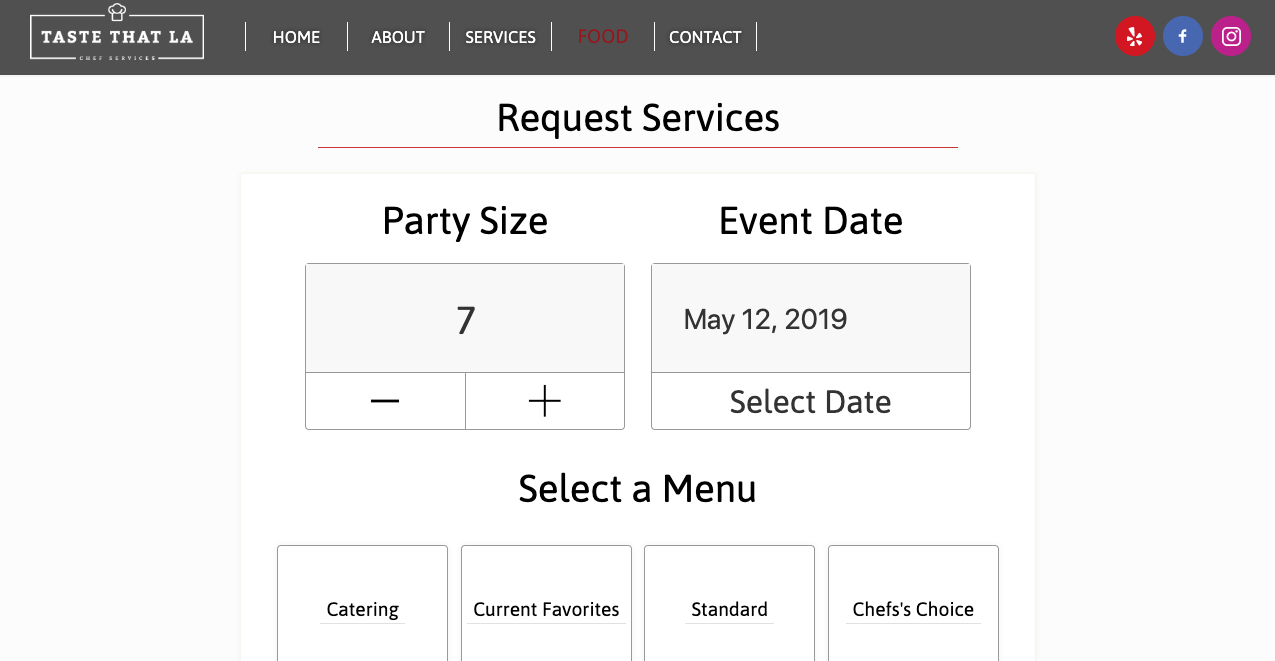 TASTE THAT LA
CHEF SERVICES
HOME
ABOUT
SERVICES
FOOD
CONTACT
Request Services
Party Size
Event Date
7
May 12, 2019
Select Date
Select a Menu
Catering
Current Favorites
Standard
Chefs's Choice